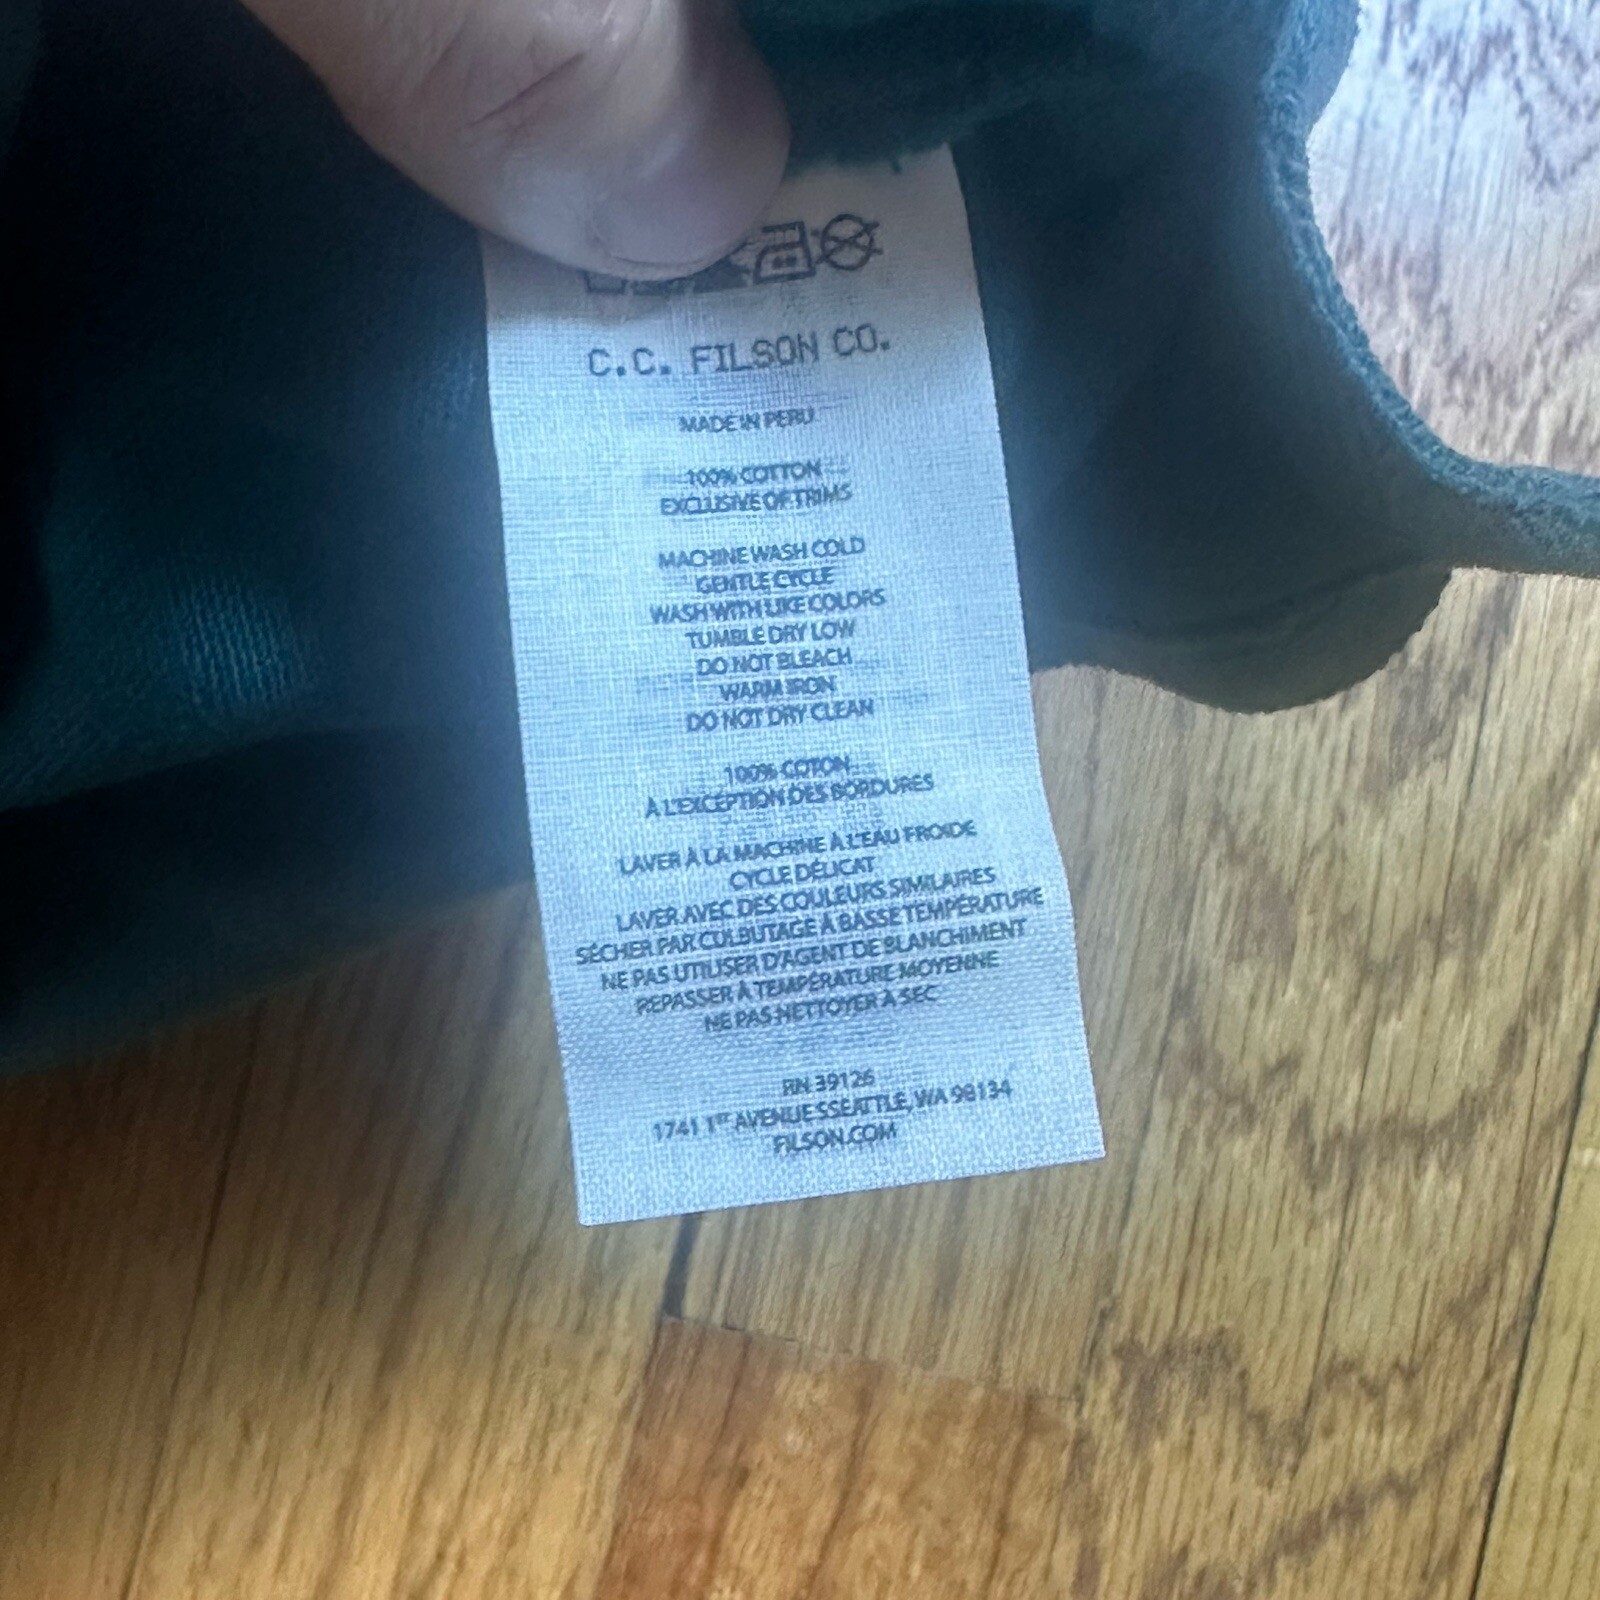 C.C. FILSON CO.
MADE IN PERU
100% COTTON
EXCLUSIVE OF TRIMS
MACHINE WASH COLD
GENTLE CYCLE
WASH WITH LIKE COLORS
TUMBLE DRY LOW
DO NOT BLEACH
WARM IRON
DO NOT DRY CLEAN
100% COTON
À L'EXCEPTION DES BORDURES
LAVER À LA MACHINE À L'EAU FROIDE
CYCLE DÉLICAT
LAVER AVEC DES COULEURS SIMILAIRES
SÉCHER PAR CULBUTAGE À BASSE TEMPÉRATURE
NE PAS UTILISER D'AGENT DE BLANCHIMENT
REPASSER À TEMPÉRATURE MOYENNE
NE PAS NETTOYER À SEC
RN 39126
1741 1ST AVENUE S SEATTLE, WA 98134
FILSON.COM